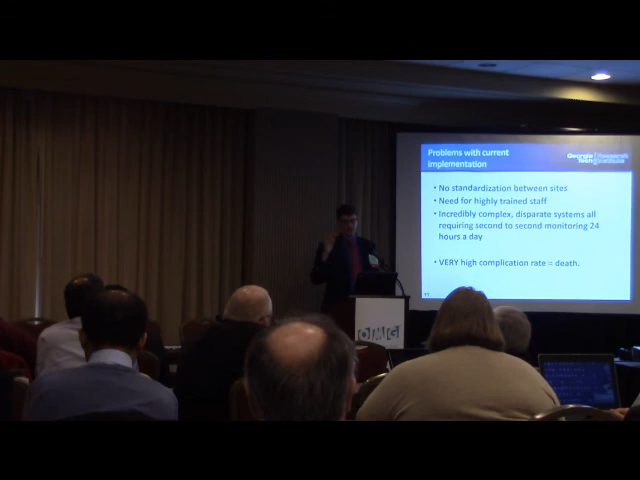 Problems with current
implementation
Georgia Research
Tech Institute
• No standardization between sites
• Need for highly trained staff
• Incredibly complex, disparate systems all
requiring second to second monitoring 24
hours a day
• VERY high complication rate = death.
11
OMG